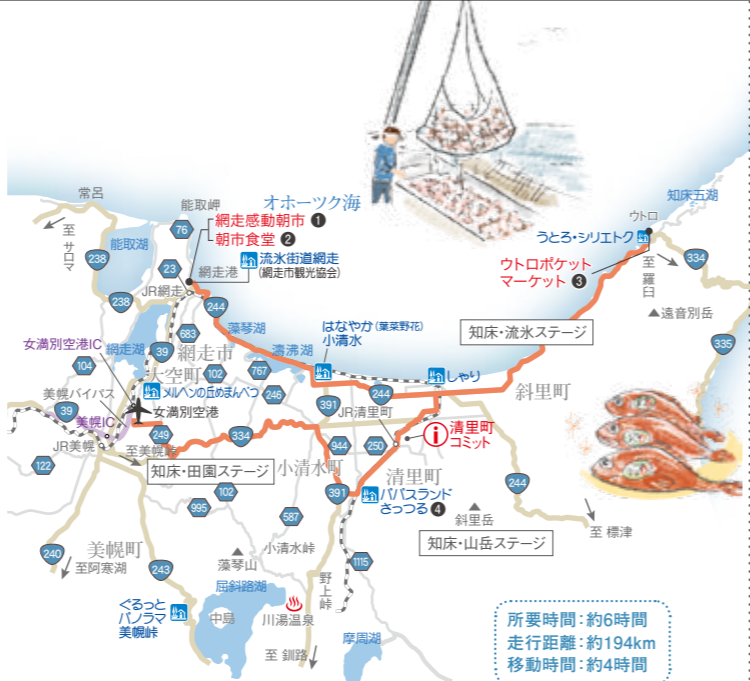 常呂
能取岬
オホーツク海
知床五湖
至 サロマ
能取湖
76
網走感動朝市 ❶
朝市食堂 ❷
ウトロ
うとろ・シリエトク
238
流氷街道網走
(網走市観光協会)
334
23
網走港
ウトロポケット
マーケット ❸
至 羅臼
JR網走
238
244
遠音別岳
藻琴湖
はなやか(葉菜野花)
小清水
知床・流氷ステージ
335
女満別空港IC
683
網走湖
39
網走市
濤沸湖
104
大空町
102
767
しゃり
斜里町
美幌バイパス
メルヘンの丘めまんべつ
246
244
391
JR清里町
39
女満別空港
清里町
コミット
美幌IC
249
334
944
250
JR美幌
至美幌峠
小清水町
清里町
122
知床・田園ステージ
391
パパスランド
さっつる ❹
244
102
995
587
斜里岳
知床・山岳ステージ
至 標津
美幌町
小清水峠
240
藻琴山
1115
至阿寒湖
243
屈斜路湖
野上峠
ぐるっと
パノラマ
美幌峠
中島
川湯温泉
摩周湖
至 釧路
所要時間:約6時間
走行距離:約194km
移動時間:約4時間